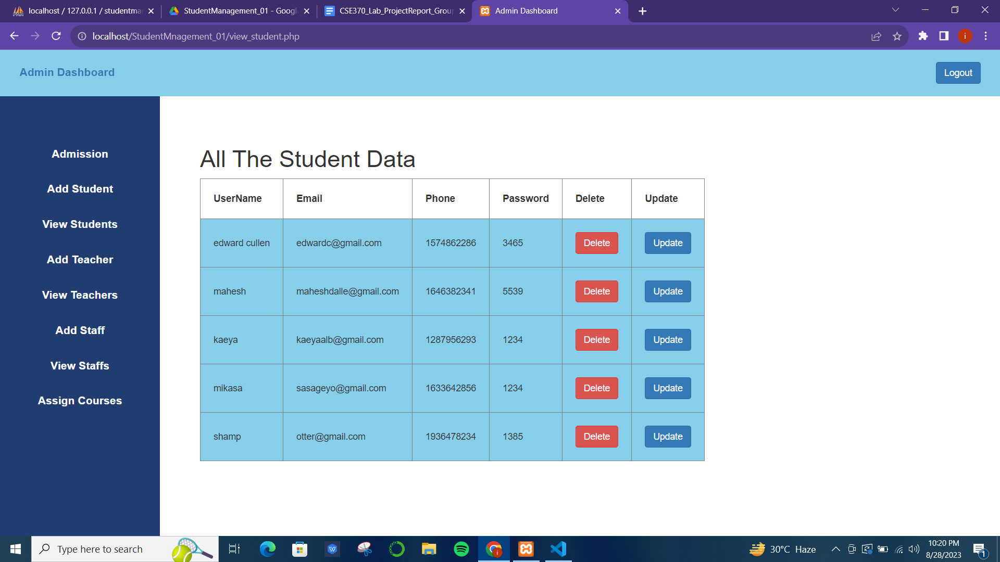 localhost / 127.0.0.1 / studentma
StudentManagement_01 - Googl
CSE370_Lab_ProjectReport_Grou
Admin Dashboard
localhost/StudentMnagement_01/view_student.php
i
Admin Dashboard
Logout
Admission
Add Student
View Students
Add Teacher
View Teachers
Add Staff
View Staffs
Assign Courses
All The Student Data
UserName Email Phone Password Delete Update
edward cullen edwardc@gmail.com 1574862286 3465 Delete Update
mahesh maheshdalle@gmail.com 1646382341 5539 Delete Update
kaeya kaeyaalb@gmail.com 1287956293 1234 Delete Update
mikasa sasageyo@gmail.com 1633642856 1234 Delete Update
shamp otter@gmail.com 1936478234 1385 Delete Update
Type here to search
30°C Haze
10:20 PM
8/28/2023
1